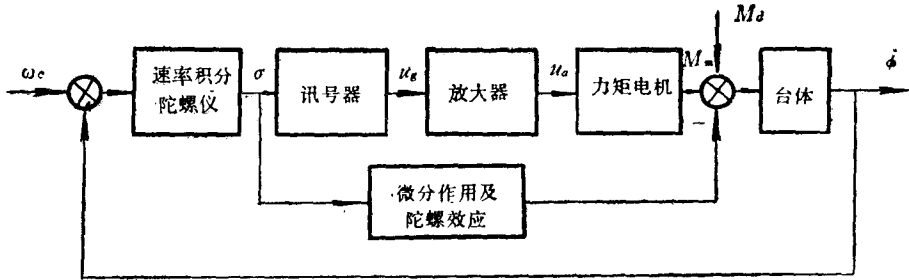 M_d
ω_c
速率积分
陀螺仪
σ
讯号器
u_g
放大器
u_a
力矩电机
M_m
−
台体
φ̇
微分作用及
陀螺效应